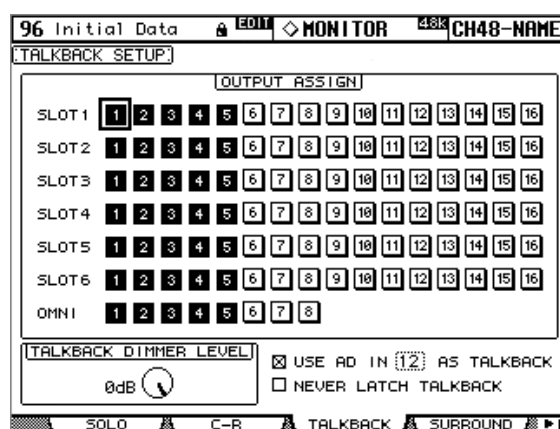 96 Initial Data EDIT MONITOR 48K CH48-NAME
TALKBACK SETUP
OUTPUT ASSIGN
SLOT1 1 2 3 4 5 6 7 8 9 10 11 12 13 14 15 16
SLOT2 1 2 3 4 5 6 7 8 9 10 11 12 13 14 15 16
SLOT3 1 2 3 4 5 6 7 8 9 10 11 12 13 14 15 16
SLOT4 1 2 3 4 5 6 7 8 9 10 11 12 13 14 15 16
SLOT5 1 2 3 4 5 6 7 8 9 10 11 12 13 14 15 16
SLOT6 1 2 3 4 5 6 7 8 9 10 11 12 13 14 15 16
OMNI 1 2 3 4 5 6 7 8
TALKBACK DIMMER LEVEL
0dB
USE AD IN 12 AS TALKBACK
NEVER LATCH TALKBACK
SOLO C-R TALKBACK SURROUND